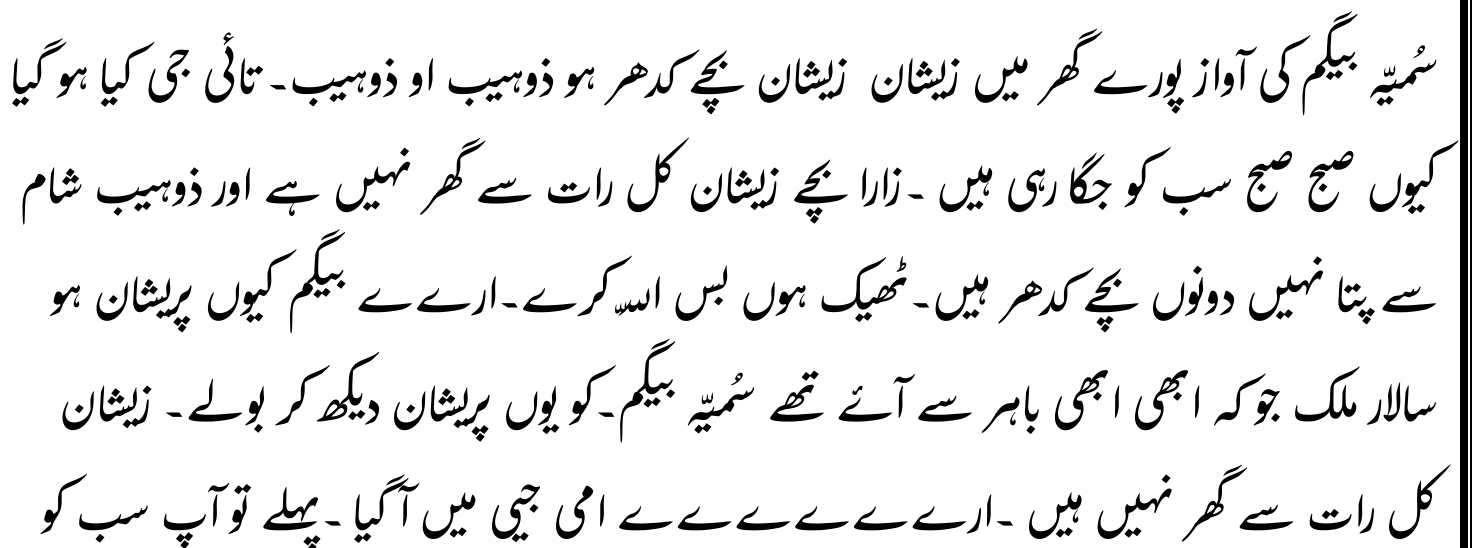 سُمیّہ بیگم کی آواز پورے گھر میں زیشان زیشان بچے کدھر ہو ذوہیب او ذوہیب۔ تائی جی کیا ہو گیا
کیوں صبح صبح سب کو جگا رہی ہیں ۔زارا بچے زیشان کل رات سے گھر نہیں ہے اور ذوہیب شام
سے پتا نہیں دونوں بچے کدھر ہیں۔ٹھیک ہوں بس اللہ کرے۔ارے ے بیگم کیوں پریشان ہو
سالار ملک جو کہ ابھی ابھی باہر سے آئے تھے سُمیّہ بیگم۔کو یوں پریشان دیکھ کر بولے۔ زیشان
کل رات سے گھر نہیں ہیں ۔ارے ے ے ے ے ے امی جیی میں آگیا ۔پہلے تو آپ سب کو